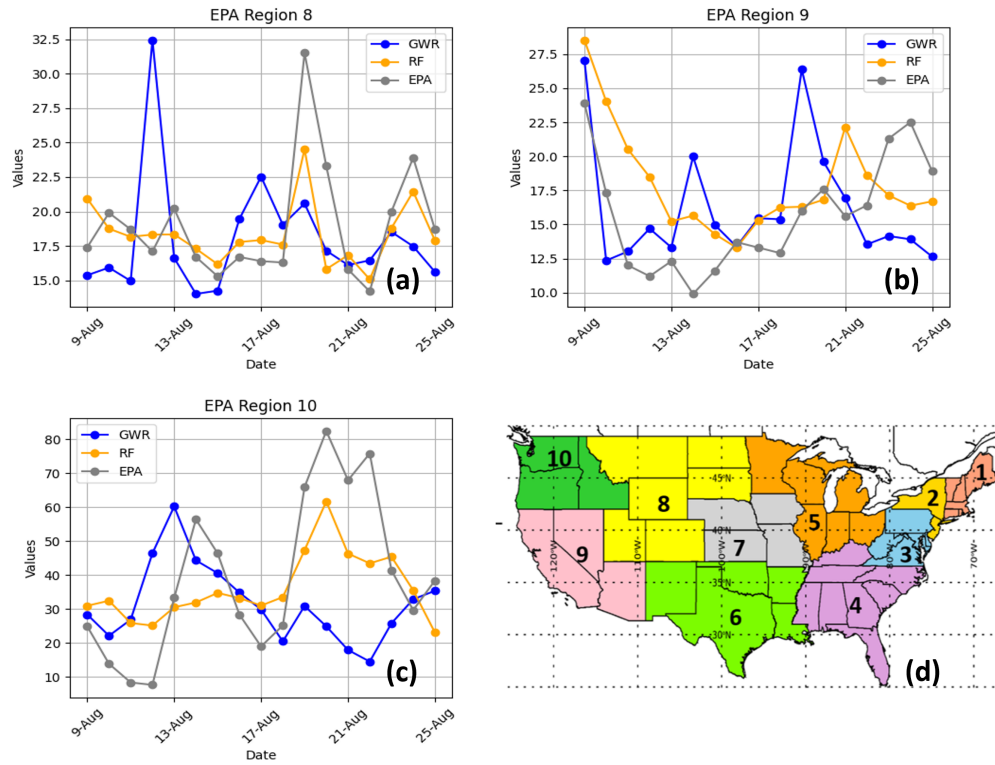 EPA Region 8
GWR
RF
EPA
32.5
30.0
27.5
25.0
22.5
20.0
17.5
15.0
Values
9-Aug
13-Aug
17-Aug
21-Aug
25-Aug
Date
(a)
EPA Region 9
GWR
RF
EPA
27.5
25.0
22.5
20.0
17.5
15.0
12.5
10.0
Values
9-Aug
13-Aug
17-Aug
21-Aug
25-Aug
Date
(b)
EPA Region 10
GWR
RF
EPA
80
70
60
50
40
30
20
10
Values
9-Aug
13-Aug
17-Aug
21-Aug
25-Aug
Date
(c)
10
1
2
8
5
9
7
3
6
4
45°N
40°N
35°N
30°N
120°W
110°W
100°W
90°W
80°W
70°W
(d)